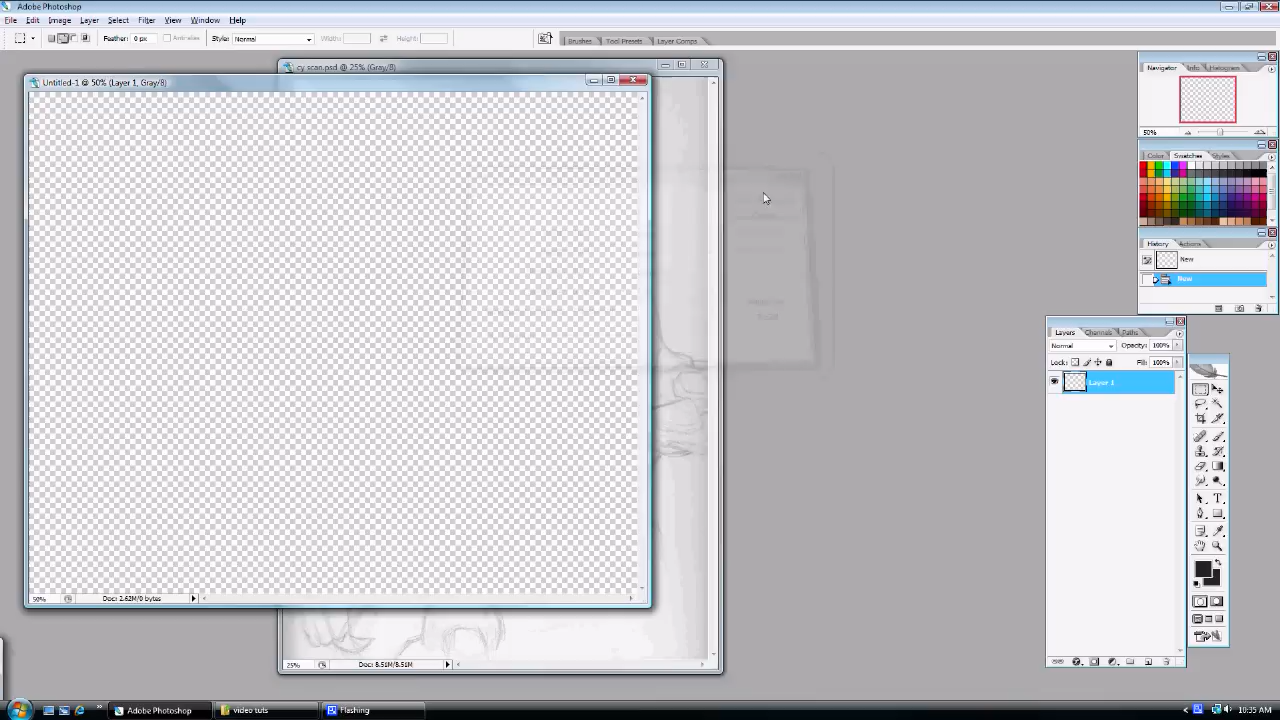 Adobe Photoshop
File Edit Image Layer Select Filter View Window Help
Feather: 0 px Anti-alias Style: Normal Width: Height: Brushes Tool Presets Layer Comps
cy scan.psd @ 25% (Gray/8)
Untitled-1 @ 50% (Layer 1, Gray/8)
Navigator Info Histogram
50%
Color Swatches Styles
History Actions
New
New
Layers Channels Paths
Normal Opacity: 100%
Lock: Fill: 100%
Layer 1
50% Doc: 2.62M/0 bytes
25% Doc: 8.51M/8.51M
Adobe Photoshop video tuts Flashing 10:35 AM